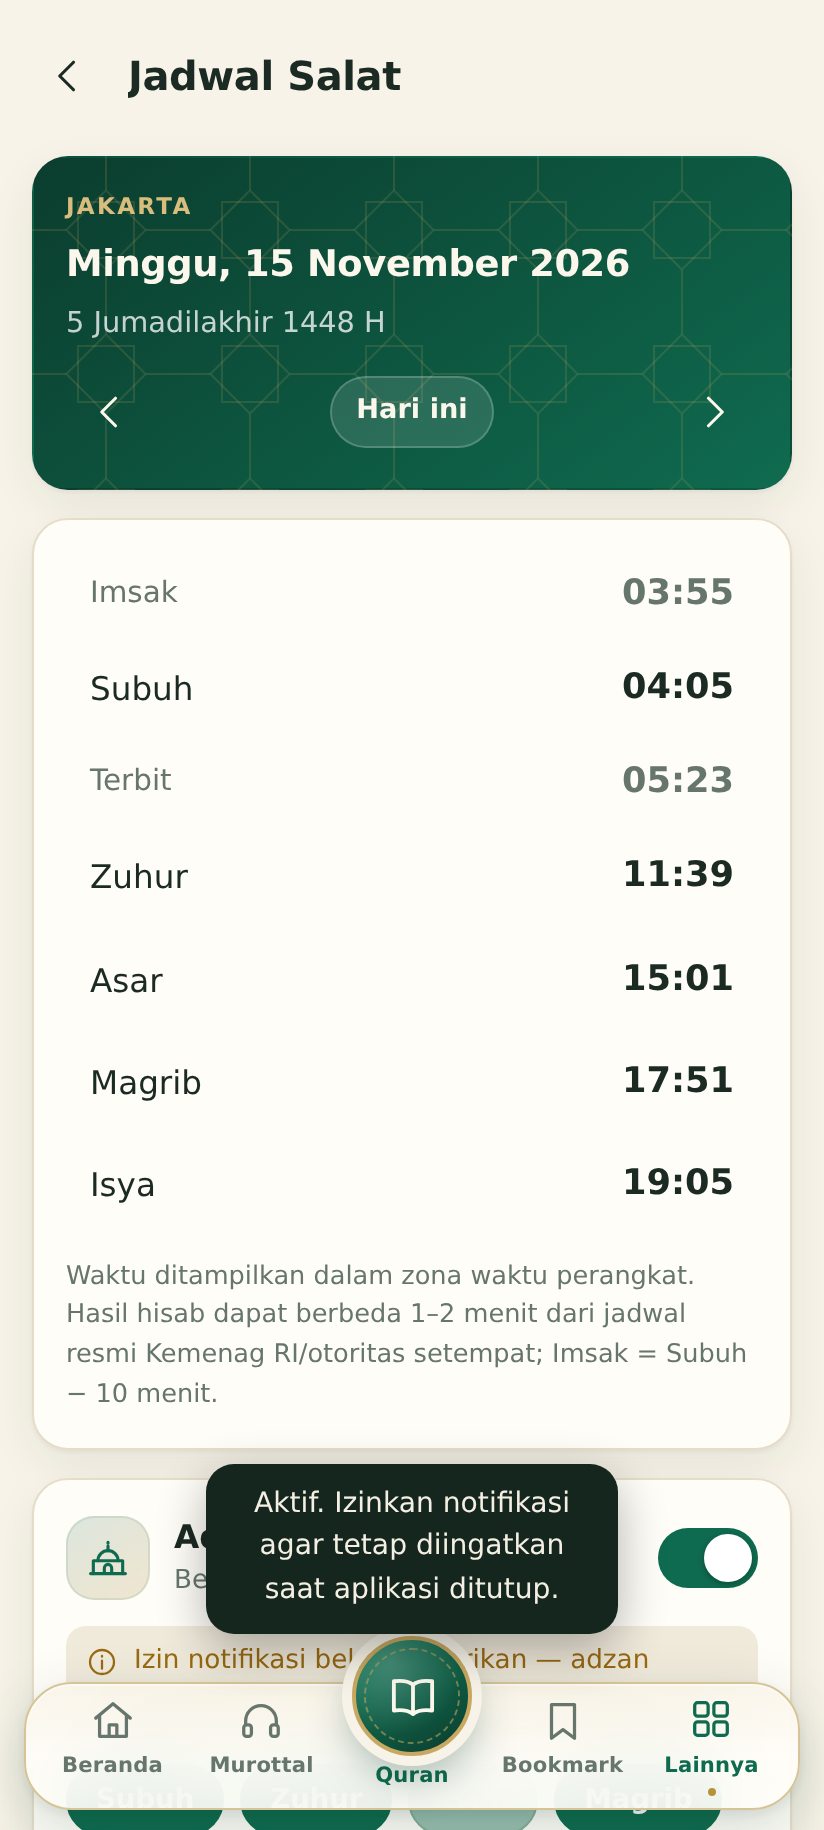 Jadwal Salat
JAKARTA
Minggu, 15 November 2026
5 Jumadilakhir 1448 H
Hari ini
Imsak 03:55
Subuh 04:05
Terbit 05:23
Zuhur 11:39
Asar 15:01
Magrib 17:51
Isya 19:05
Waktu ditampilkan dalam zona waktu perangkat.
Hasil hisab dapat berbeda 1–2 menit dari jadwal
resmi Kemenag RI/otoritas setempat; Imsak = Subuh
− 10 menit.
Aktif. Izinkan notifikasi
agar tetap diingatkan
saat aplikasi ditutup.
Izin notifikasi — adzan
Beranda Murottal Quran Bookmark Lainnya
Subuh Zuhur Magrib